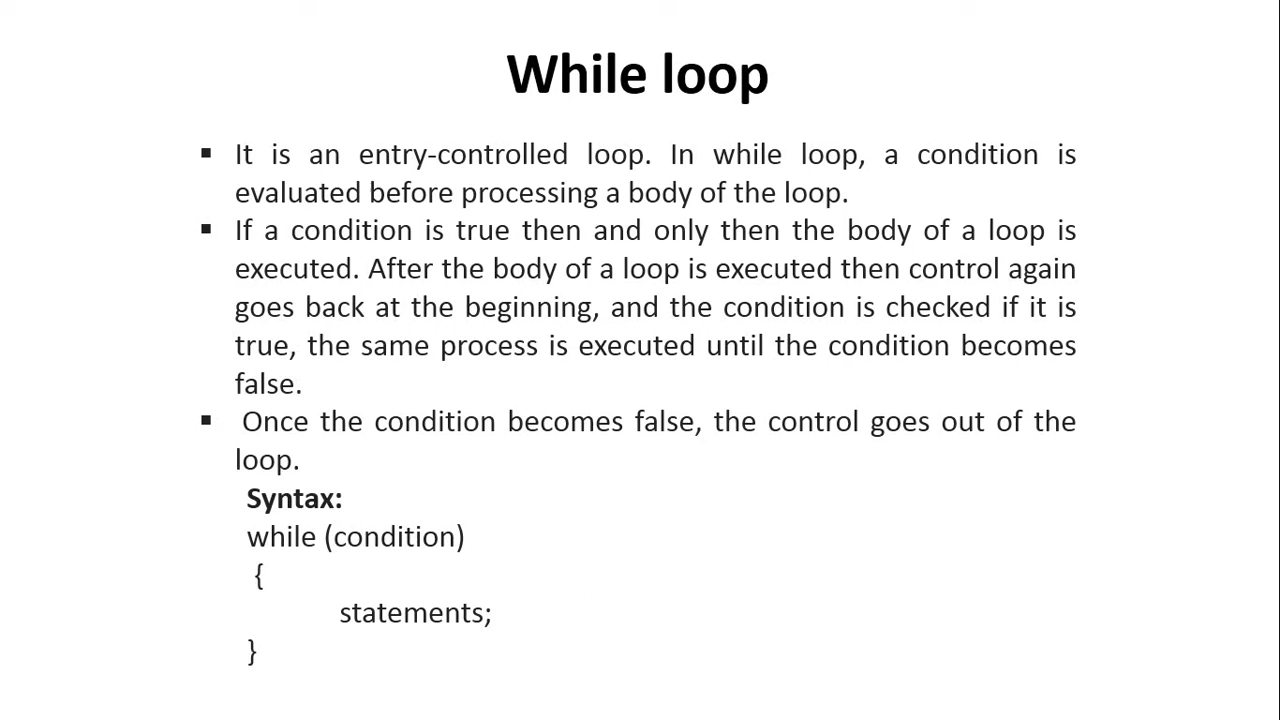 While loop
▪ It is an entry-controlled loop. In while loop, a condition is
evaluated before processing a body of the loop.
▪ If a condition is true then and only then the body of a loop is
executed. After the body of a loop is executed then control again
goes back at the beginning, and the condition is checked if it is
true, the same process is executed until the condition becomes
false.
▪ Once the condition becomes false, the control goes out of the
loop.
Syntax:
while (condition)
{
statements;
}